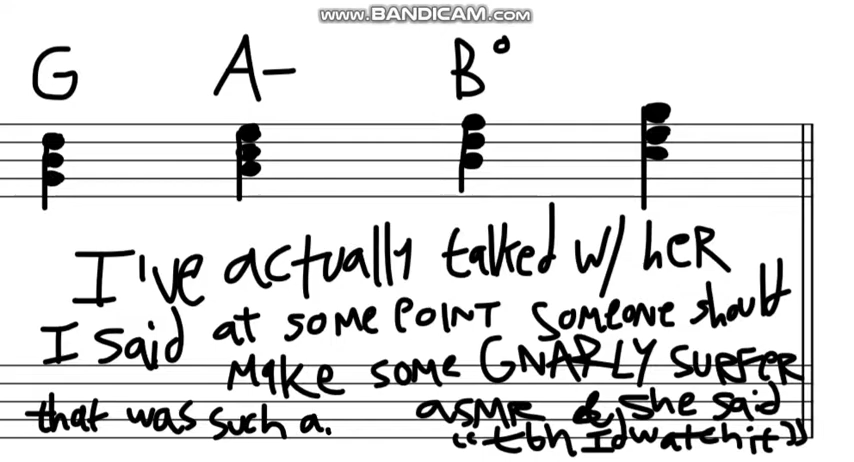 www.BANDICAM.com
G A- B°
I've actually talked w/ her
I said at some point someone should
make some GNARLY SURFER
that was such a. asmr & she said
"tbh I'd watch it"